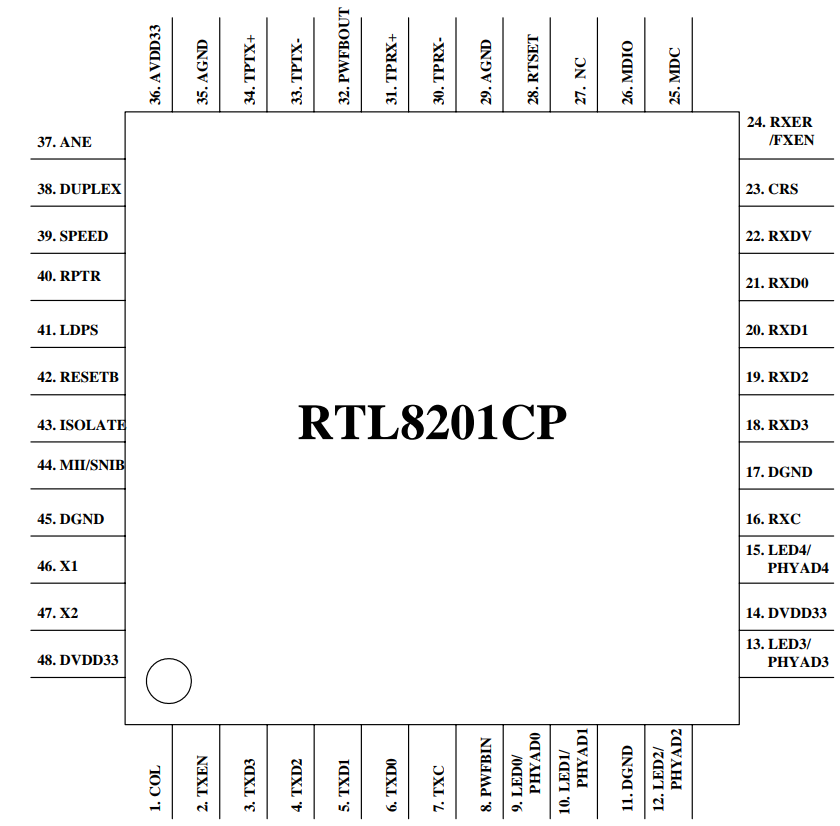 36. AVDD33
35. AGND
34. TPTX+
33. TPTX-
32. PWFBOUT
31. TPRX+
30. TPRX-
29. AGND
28. RTSET
27. NC
26. MDIO
25. MDC
37. ANE
38. DUPLEX
39. SPEED
40. RPTR
41. LDPS
42. RESETB
43. ISOLATE
44. MII/SNIB
45. DGND
46. X1
47. X2
48. DVDD33
RTL8201CP
24. RXER
/FXEN
23. CRS
22. RXDV
21. RXD0
20. RXD1
19. RXD2
18. RXD3
17. DGND
16. RXC
15. LED4/
PHYAD4
14. DVDD33
13. LED3/
PHYAD3
1. COL
2. TXEN
3. TXD3
4. TXD2
5. TXD1
6. TXD0
7. TXC
8. PWFBIN
9. LED0/
PHYAD0
10. LED1/
PHYAD1
11. DGND
12. LED2/
PHYAD2